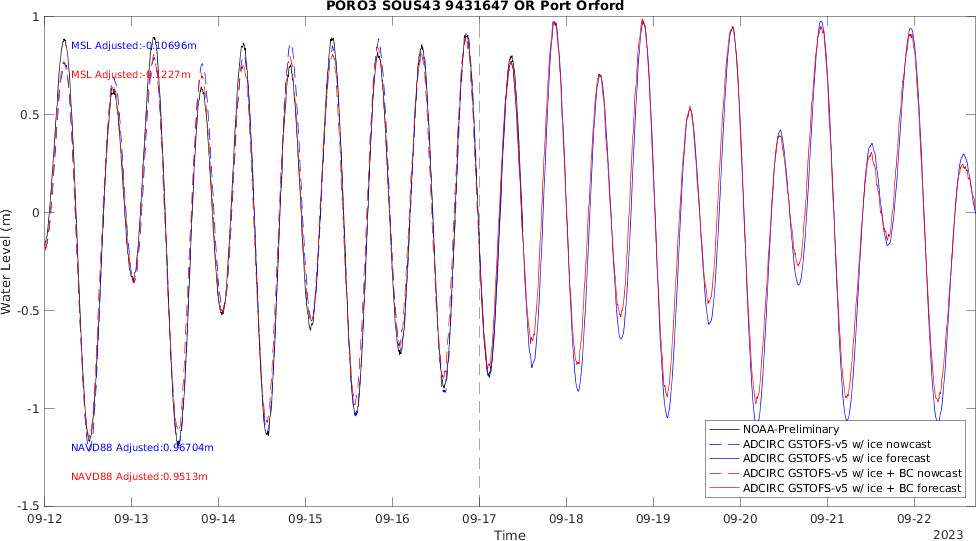 PORO3 SOUS43 9431647 OR Port Orford
MSL Adjusted:-0.10696m
MSL Adjusted:-0.1227m
NAVD88 Adjusted:0.96704m
NAVD88 Adjusted:0.9513m
Water Level (m)
1
0.5
0
-0.5
-1
-1.5
NOAA-Preliminary
ADCIRC GSTOFS-v5 w/ ice nowcast
ADCIRC GSTOFS-v5 w/ ice forecast
ADCIRC GSTOFS-v5 w/ ice + BC nowcast
ADCIRC GSTOFS-v5 w/ ice + BC forecast
09-12 09-13 09-14 09-15 09-16 09-17 09-18 09-19 09-20 09-21 09-22
Time
2023